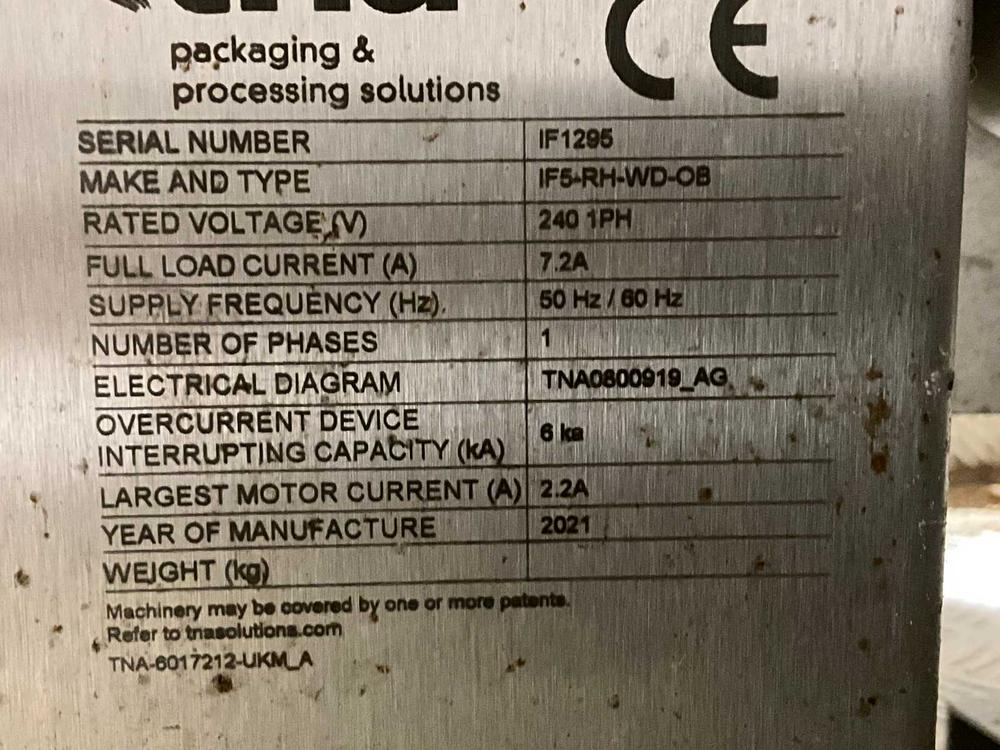 tna
packaging &
processing solutions
CE
SERIAL NUMBER IF1295
MAKE AND TYPE IF5-RH-WD-OB
RATED VOLTAGE (V) 240 1PH
FULL LOAD CURRENT (A) 7.2A
SUPPLY FREQUENCY (Hz) 50 Hz / 60 Hz
NUMBER OF PHASES 1
ELECTRICAL DIAGRAM TNA0800919_AG
OVERCURRENT DEVICE
INTERRUPTING CAPACITY (kA) 6 ka
LARGEST MOTOR CURRENT (A) 2.2A
YEAR OF MANUFACTURE 2021
WEIGHT (kg)
Machinery may be covered by one or more patents.
Refer to tnasolutions.com
TNA-6017212-UKM_A